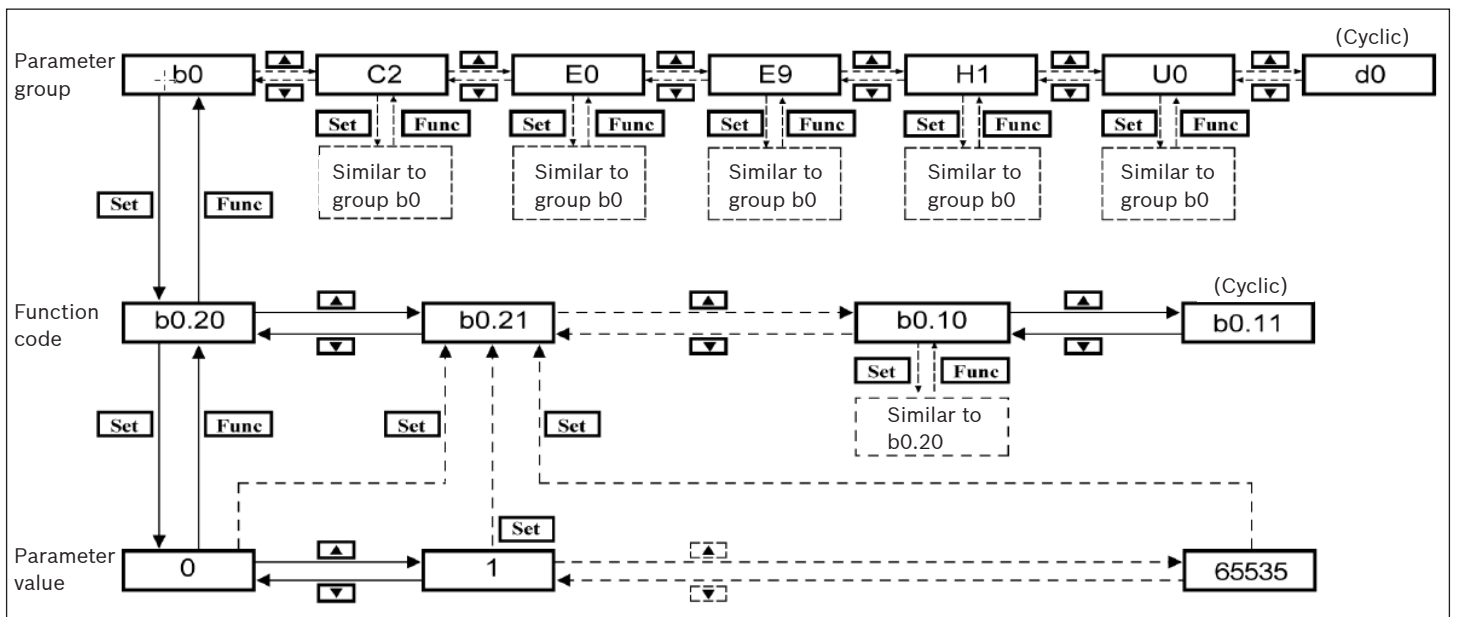 (Cyclic)
Parameter
group
b0
▲
C2
▲
E0
▲
E9
▲
H1
▲
U0
▲
d0
▼
▼
▼
▼
▼
▼
Set
Func
Set
Func
Set
Func
Set
Func
Set
Func
Similar to
group b0
Similar to
group b0
Similar to
group b0
Similar to
group b0
Similar to
group b0
Set
Func
(Cyclic)
Function
code
b0.20
▲
b0.21
▲
b0.10
▲
b0.11
▼
▼
▼
Set
Func
Similar to
b0.20
Set
Func
Set
Set
Set
Parameter
value
0
▲
1
▲
65535
▼
▼